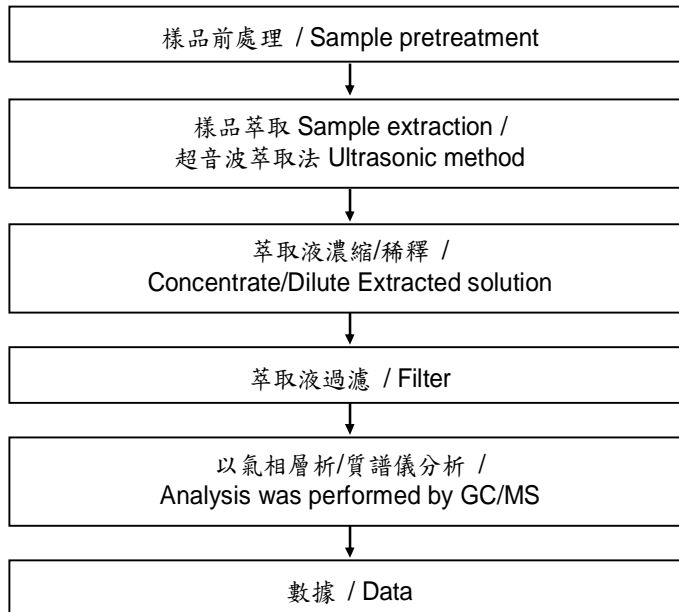 樣品前處理 / Sample pretreatment
樣品萃取 Sample extraction /
超音波萃取法 Ultrasonic method
萃取液濃縮/稀釋 /
Concentrate/Dilute Extracted solution
萃取液過濾 / Filter
以氣相層析/質譜儀分析 /
Analysis was performed by GC/MS
數據 / Data